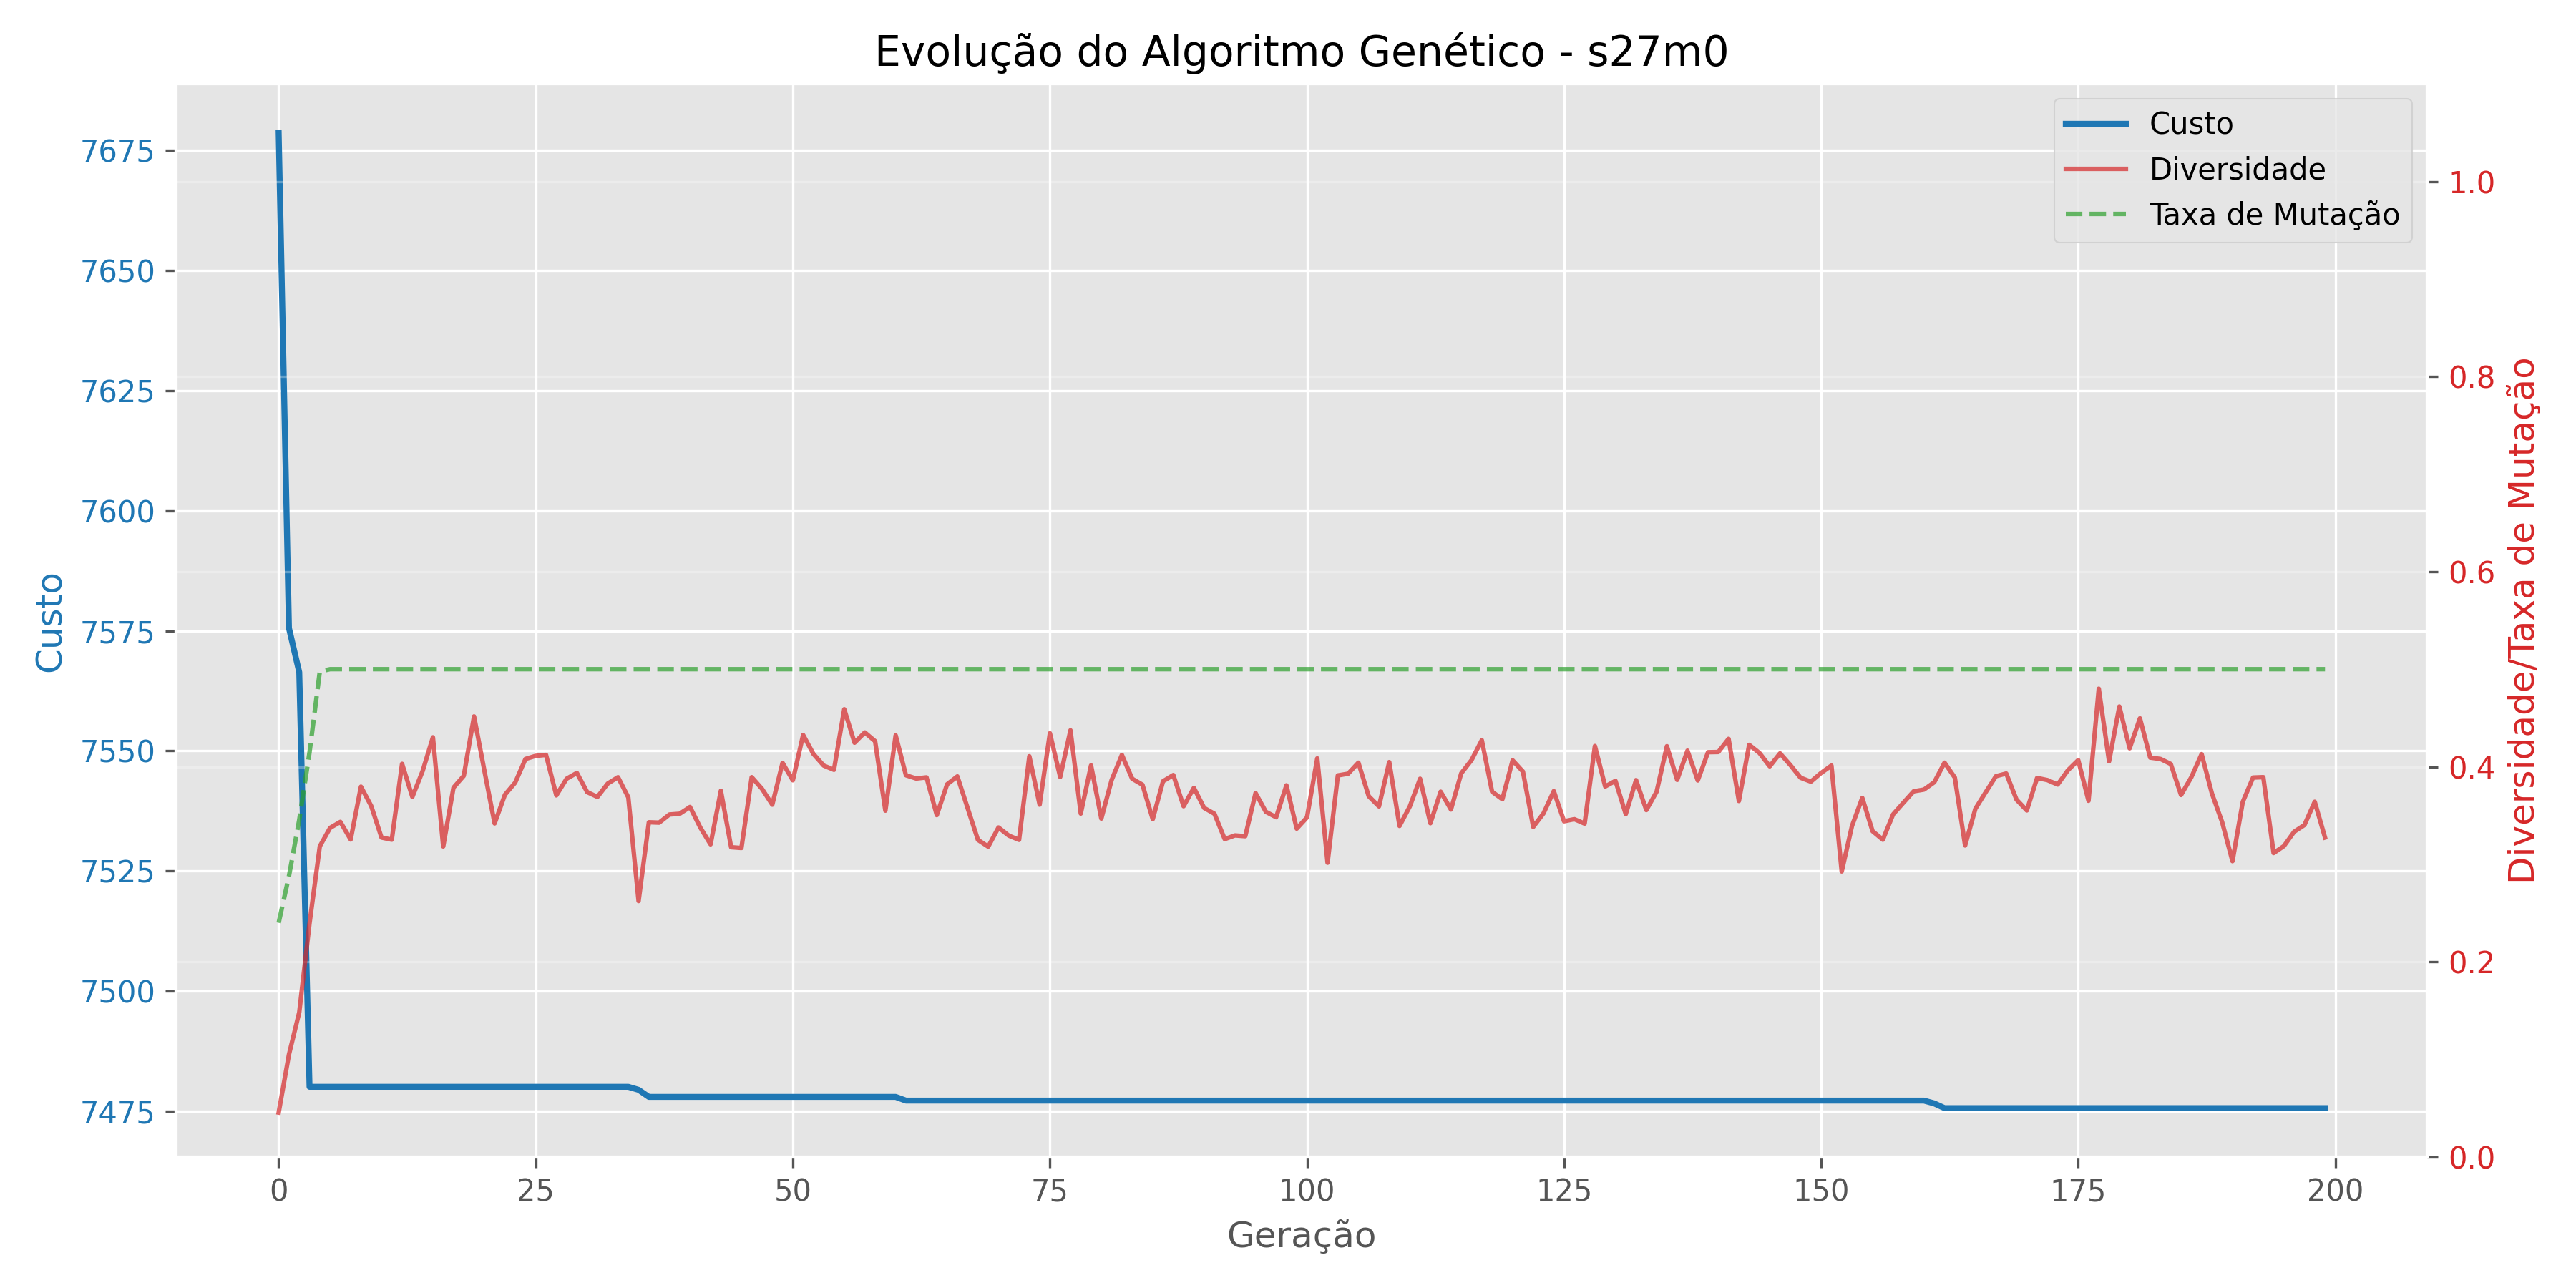 Evolução do Algoritmo Genético - s27m0
Custo
Diversidade
Taxa de Mutação
7675
7650
7625
7600
7575
7550
7525
7500
7475
Custo
1.0
0.8
0.6
0.4
0.2
0.0
Diversidade/Taxa de Mutação
0 25 50 75 100 125 150 175 200
Geração